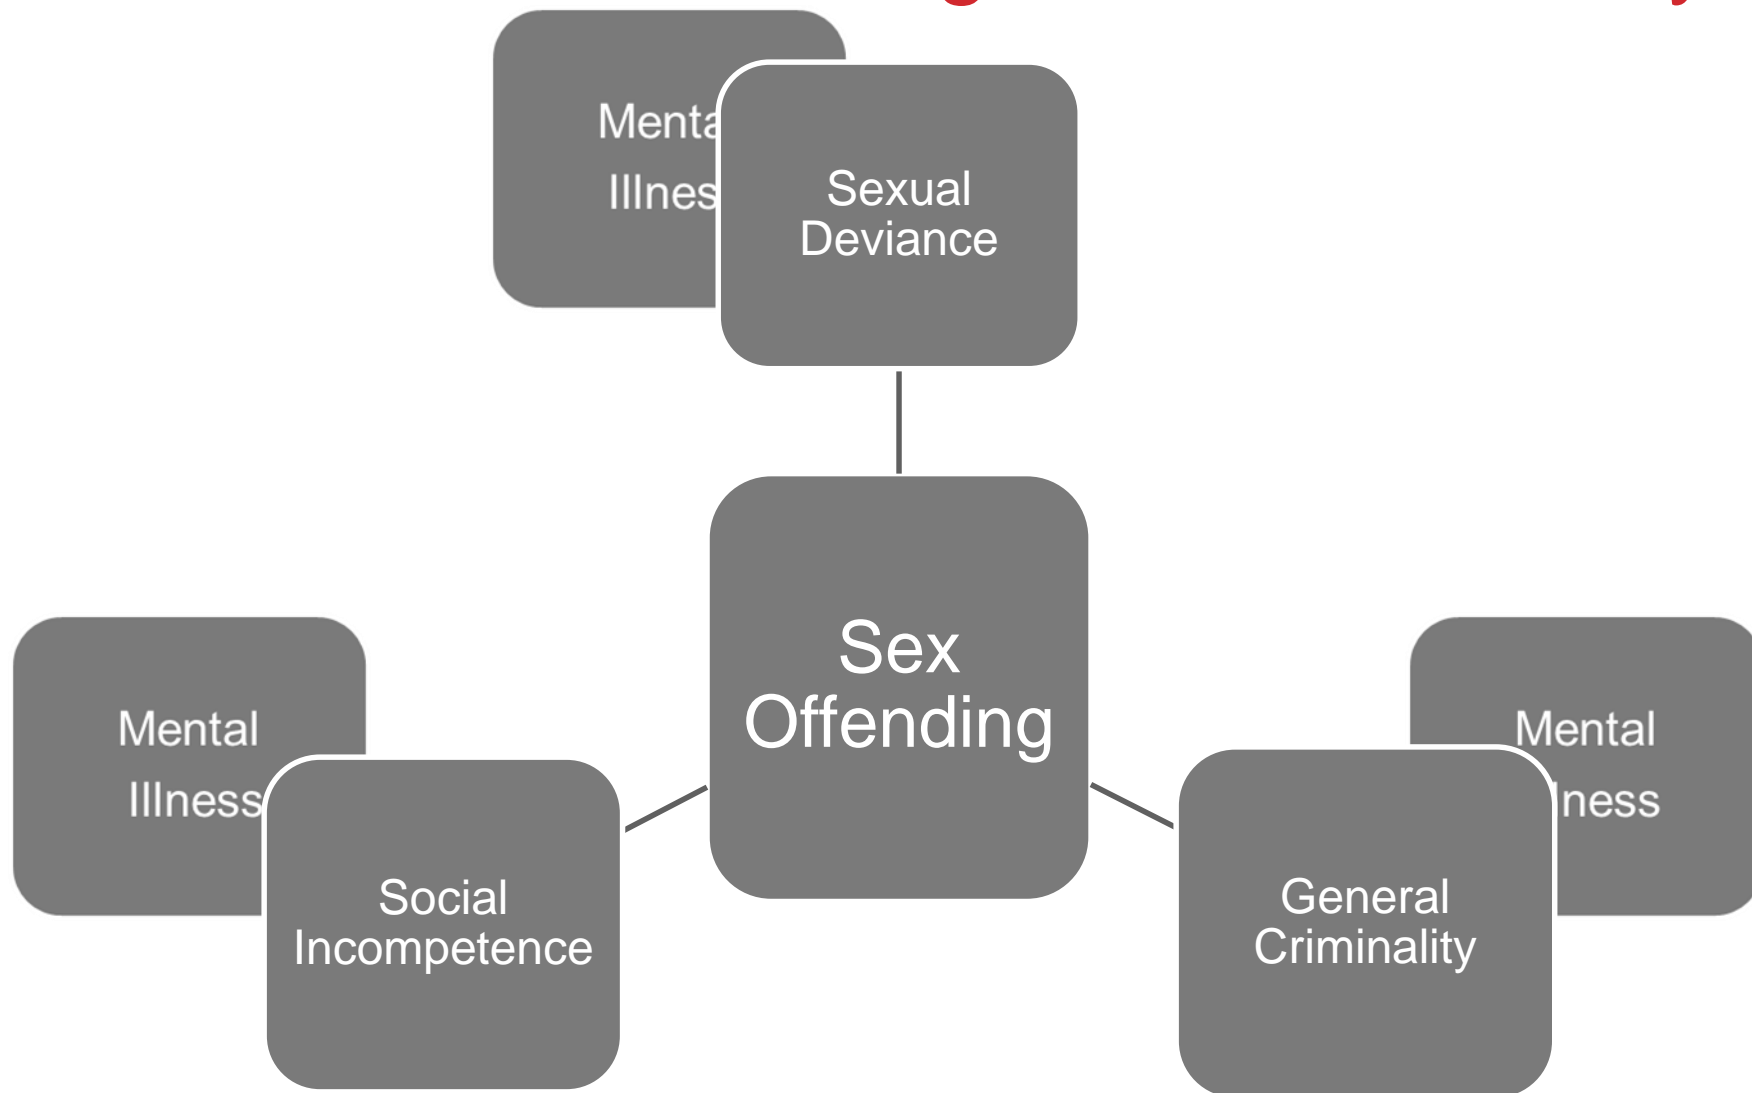 Sexual
Deviance
Sex
Offending
Mental
Illness
Social
Incompetence
Mental
General
Criminality